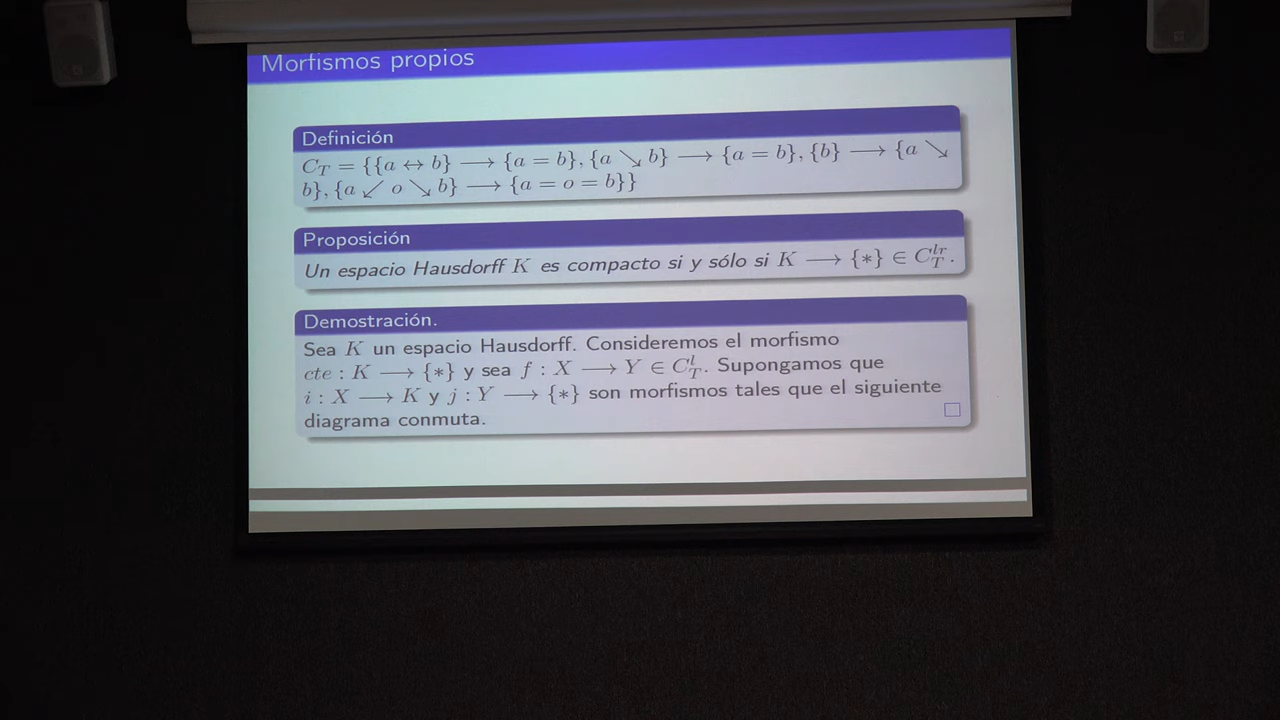 Morfismos propios
Definición
C_T = {{a ↔ b} ⟶ {a = b}, {a ↘ b} ⟶ {a = b}, {b} ⟶ {a ↘
b}, {a ↙ o ↘ b} ⟶ {a = o = b}}
Proposición
Un espacio Hausdorff K es compacto si y sólo si K ⟶ {*} ∈ C_T^{lr}.
Demostración.
Sea K un espacio Hausdorff. Consideremos el morfismo
cte : K ⟶ {*} y sea f : X ⟶ Y ∈ C_T^l. Supongamos que
i : X ⟶ K y j : Y ⟶ {*} son morfismos tales que el siguiente
diagrama conmuta.